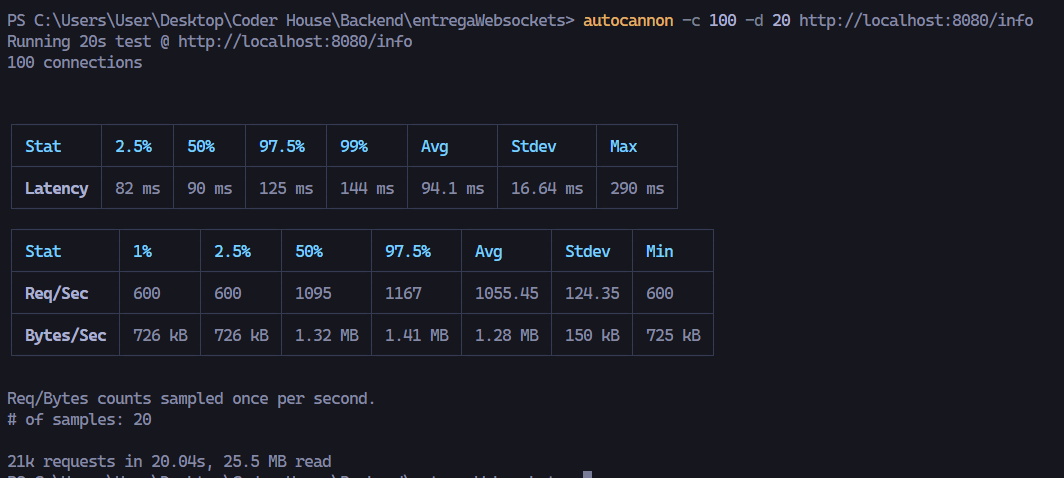 PS C:\Users\User\Desktop\Coder House\Backend\entregaWebsockets> autocannon -c 100 -d 20 http://localhost:8080/info
Running 20s test @ http://localhost:8080/info
100 connections
Stat 2.5% 50% 97.5% 99% Avg Stdev Max
Latency 82 ms 90 ms 125 ms 144 ms 94.1 ms 16.64 ms 290 ms
Stat 1% 2.5% 50% 97.5% Avg Stdev Min
Req/Sec 600 600 1095 1167 1055.45 124.35 600
Bytes/Sec 726 kB 726 kB 1.32 MB 1.41 MB 1.28 MB 150 kB 725 kB
Req/Bytes counts sampled once per second.
# of samples: 20
21k requests in 20.04s, 25.5 MB read